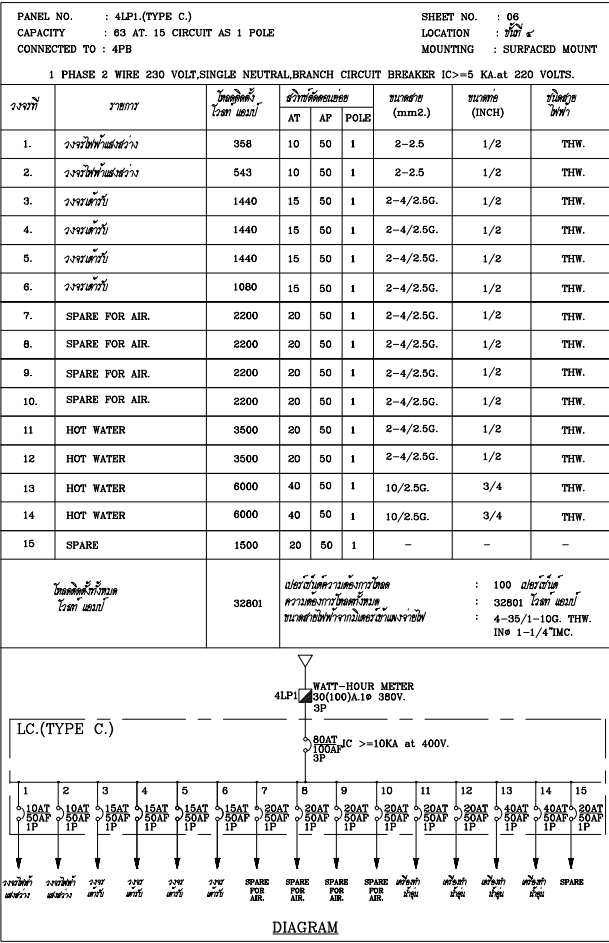 PANEL NO. : 4LP1.(TYPE C.) SHEET NO. : 06
CAPACITY : 63 AT. 15 CIRCUIT AS 1 POLE LOCATION : ชั้นที่ ๔
CONNECTED TO : 4PB MOUNTING : SURFACED MOUNT
1 PHASE 2 WIRE 230 VOLT,SINGLE NEUTRAL,BRANCH CIRCUIT BREAKER IC>=5 KA.at 220 VOLTS.
วงจรที่ รายการ โหลดติดตั้ง สวิทช์ตัดตอนย่อย ขนาดสาย ขนาดท่อ ชนิดสาย
โวลท์ แอมป์ AT AF POLE (mm2.) (INCH) ไฟฟ้า
1. วงจรไฟฟ้าแสงสว่าง 358 10 50 1 2-2.5 1/2 THW.
2. วงจรไฟฟ้าแสงสว่าง 543 10 50 1 2-2.5 1/2 THW.
3. วงจรเต้ารับ 1440 15 50 1 2-4/2.5G. 1/2 THW.
4. วงจรเต้ารับ 1440 15 50 1 2-4/2.5G. 1/2 THW.
5. วงจรเต้ารับ 1440 15 50 1 2-4/2.5G. 1/2 THW.
6. วงจรเต้ารับ 1080 15 50 1 2-4/2.5G. 1/2 THW.
7. SPARE FOR AIR. 2200 20 50 1 2-4/2.5G. 1/2 THW.
8. SPARE FOR AIR. 2200 20 50 1 2-4/2.5G. 1/2 THW.
9. SPARE FOR AIR. 2200 20 50 1 2-4/2.5G. 1/2 THW.
10. SPARE FOR AIR. 2200 20 50 1 2-4/2.5G. 1/2 THW.
11 HOT WATER 3500 20 50 1 2-4/2.5G. 1/2 THW.
12 HOT WATER 3500 20 50 1 2-4/2.5G. 1/2 THW.
13 HOT WATER 6000 40 50 1 10/2.5G. 3/4 THW.
14 HOT WATER 6000 40 50 1 10/2.5G. 3/4 THW.
15 SPARE 1500 20 50 1 - - -
โหลดติดตั้งทั้งหมด
โวลท์ แอมป์
32801
เปอร์เซ็นต์ความต้องการโหลด : 100 เปอร์เซ็นต์
ความต้องการโหลดทั้งหมด : 32801 โวลท์ แอมป์
ขนาดสายไฟฟ้าจากมิเตอร์เข้าแผงจ่ายไฟ : 4-35/1-10G. THW.
INø 1-1/4"IMC.
4LP1 WATT-HOUR METER
30(100)A.1ø 380V.
3P
LC.(TYPE C.)
80AT
100AF IC >=10KA at 400V.
3P
1 2 3 4 5 6 7 8 9 10 11 12 13 14 15
10AT 10AT 15AT 15AT 15AT 15AT 20AT 20AT 20AT 20AT 20AT 20AT 40AT 40AT 20AT
50AF 50AF 50AF 50AF 50AF 50AF 50AF 50AF 50AF 50AF 50AF 50AF 50AF 50AF 50AF
1P 1P 1P 1P 1P 1P 1P 1P 1P 1P 1P 1P 1P 1P 1P
วงจรไฟฟ้า วงจรไฟฟ้า วงจร วงจร วงจร วงจร SPARE SPARE SPARE SPARE เครื่องทำ เครื่องทำ เครื่องทำ เครื่องทำ SPARE
แสงสว่าง แสงสว่าง เต้ารับ เต้ารับ เต้ารับ เต้ารับ FOR FOR FOR FOR น้ำอุ่น น้ำอุ่น น้ำอุ่น น้ำอุ่น
AIR. AIR. AIR. AIR.
DIAGRAM